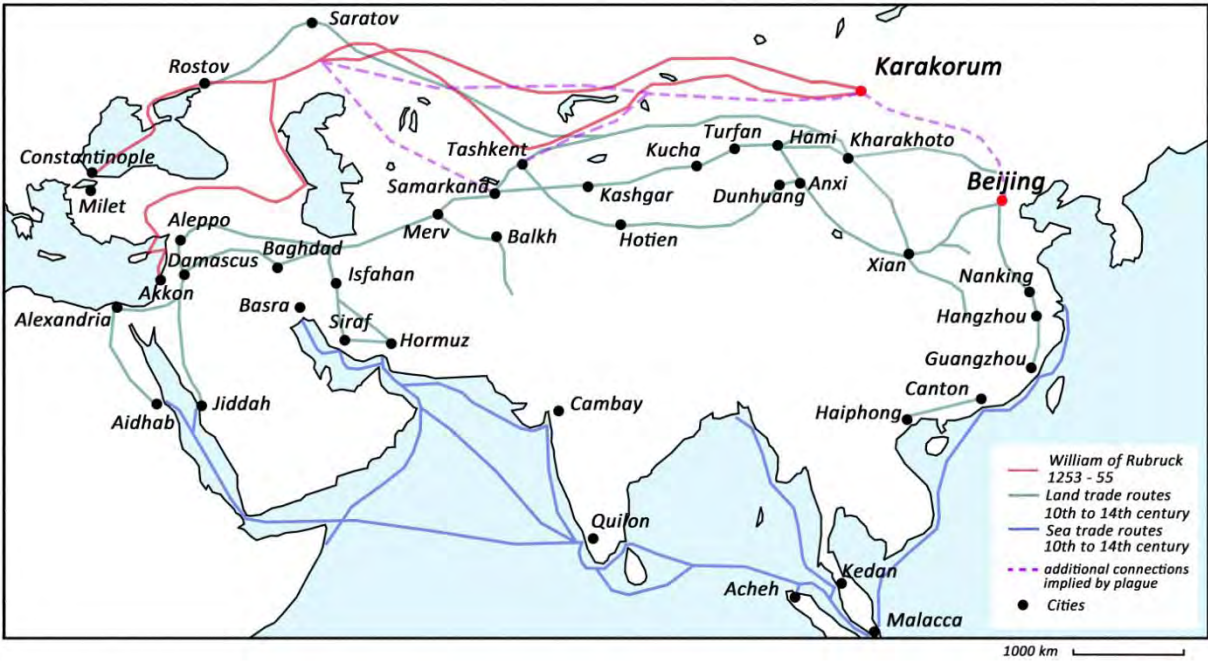 Saratov
Rostov
Karakorum
Constantinople
Tashkent
Turfan
Hami
Kharakhoto
Kucha
Samarkand
Kashgar
Dunhuang
Anxi
Beijing
Milet
Aleppo
Merv
Balkh
Hotien
Damascus
Baghdad
Xian
Akkon
Isfahan
Nanking
Alexandria
Basra
Siraf
Hormuz
Hangzhou
Guangzhou
Canton
Aidhab
Jiddah
Cambay
Haiphong
Quilon
Acheh
Kedan
Malacca
William of Rubruck
1253 - 55
Land trade routes
10th to 14th century
Sea trade routes
10th to 14th century
additional connections
implied by plague
Cities
1000 km